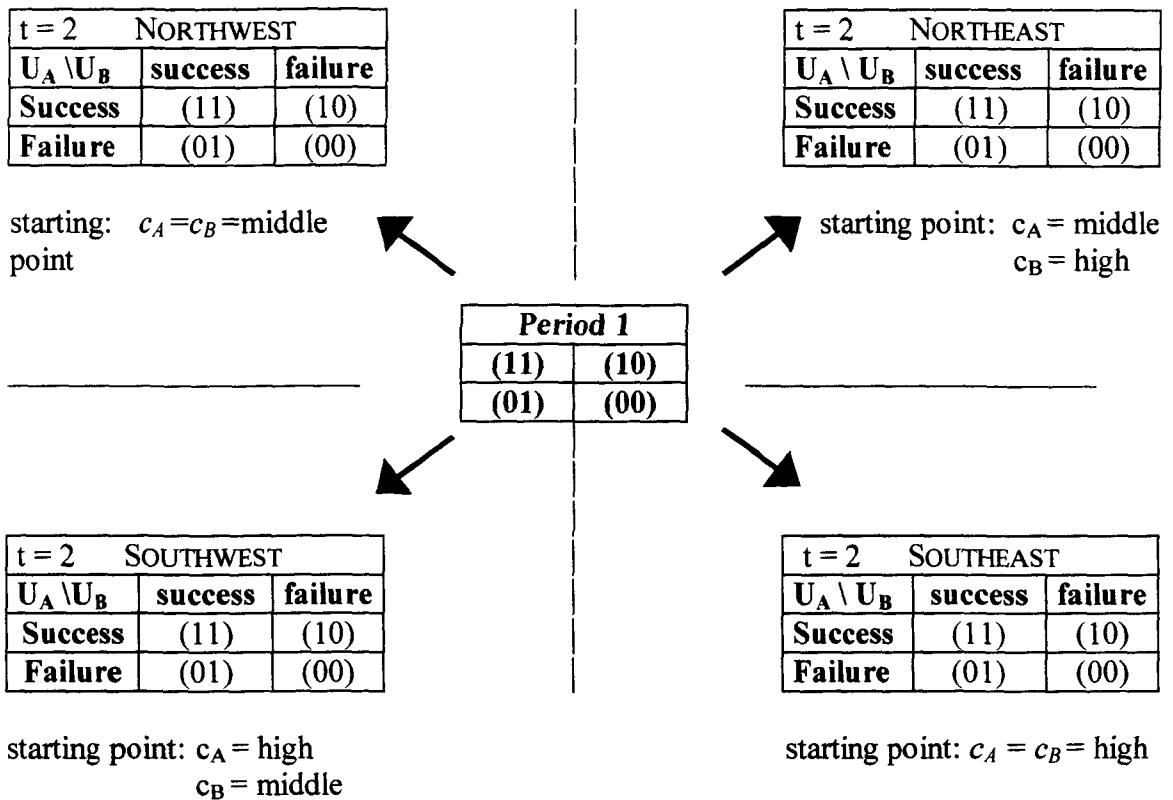 t = 2 NORTHWEST
U_A \U_B success failure
Success (11) (10)
Failure (01) (00)
starting: c_A =c_B =middle
point
t = 2 NORTHEAST
U_A \ U_B success failure
Success (11) (10)
Failure (01) (00)
starting point: c_A = middle
c_B = high
Period 1
(11) (10)
(01) (00)
t = 2 SOUTHWEST
U_A \U_B success failure
Success (11) (10)
Failure (01) (00)
starting point: c_A = high
c_B = middle
t = 2 SOUTHEAST
U_A \ U_B success failure
Success (11) (10)
Failure (01) (00)
starting point: c_A = c_B = high